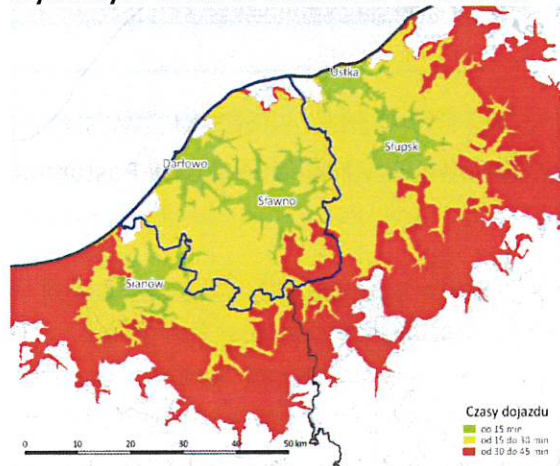 Ustka
Słupsk
Darłowo
Sławno
Sianów
Czasy dojazdu
do 15 min
od 15 do 30 min
od 30 do 45 min
0 10 20 30 40 50 km